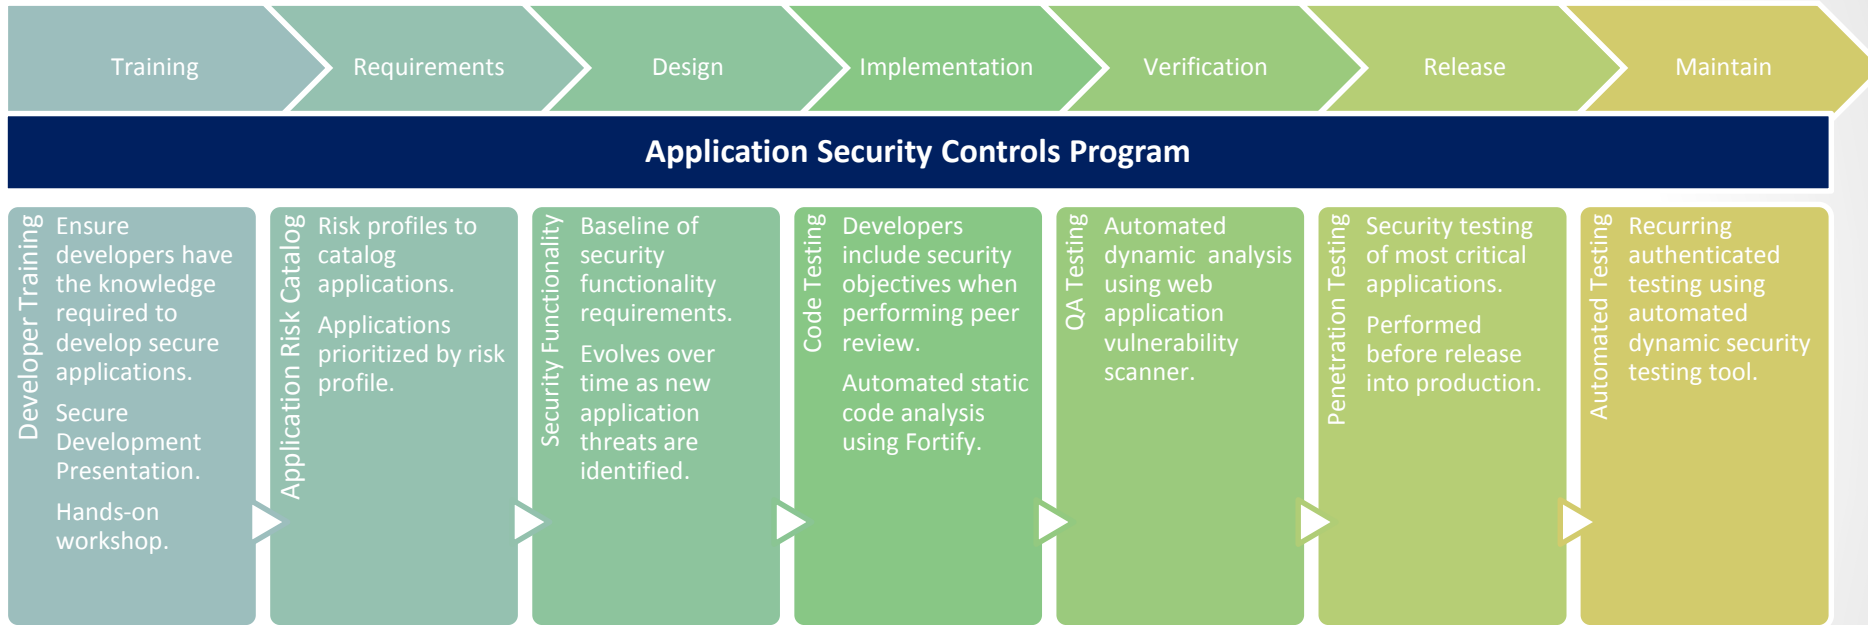 Training
Requirements
Design
Implementation
Verification
Release
Maintain
Application Security Controls Program
Developer Training
Ensure
developers have
the knowledge
required to
develop secure
applications.
Secure
Development
Presentation.
Hands-on
workshop.
Application Risk Catalog
Risk profiles to
catalog
applications.
Applications
prioritized by risk
profile.
Security Functionality
Baseline of
security
functionality
requirements.
Evolves over
time as new
application
threats are
identified.
Code Testing
Developers
include security
objectives when
performing peer
review.
Automated static
code analysis
using Fortify.
QA Testing
Automated
dynamic analysis
using web
application
vulnerability
scanner.
Penetration Testing
Security testing
of most critical
applications.
Performed
before release
into production.
Automated Testing
Recurring
authenticated
testing using
automated
dynamic security
testing tool.